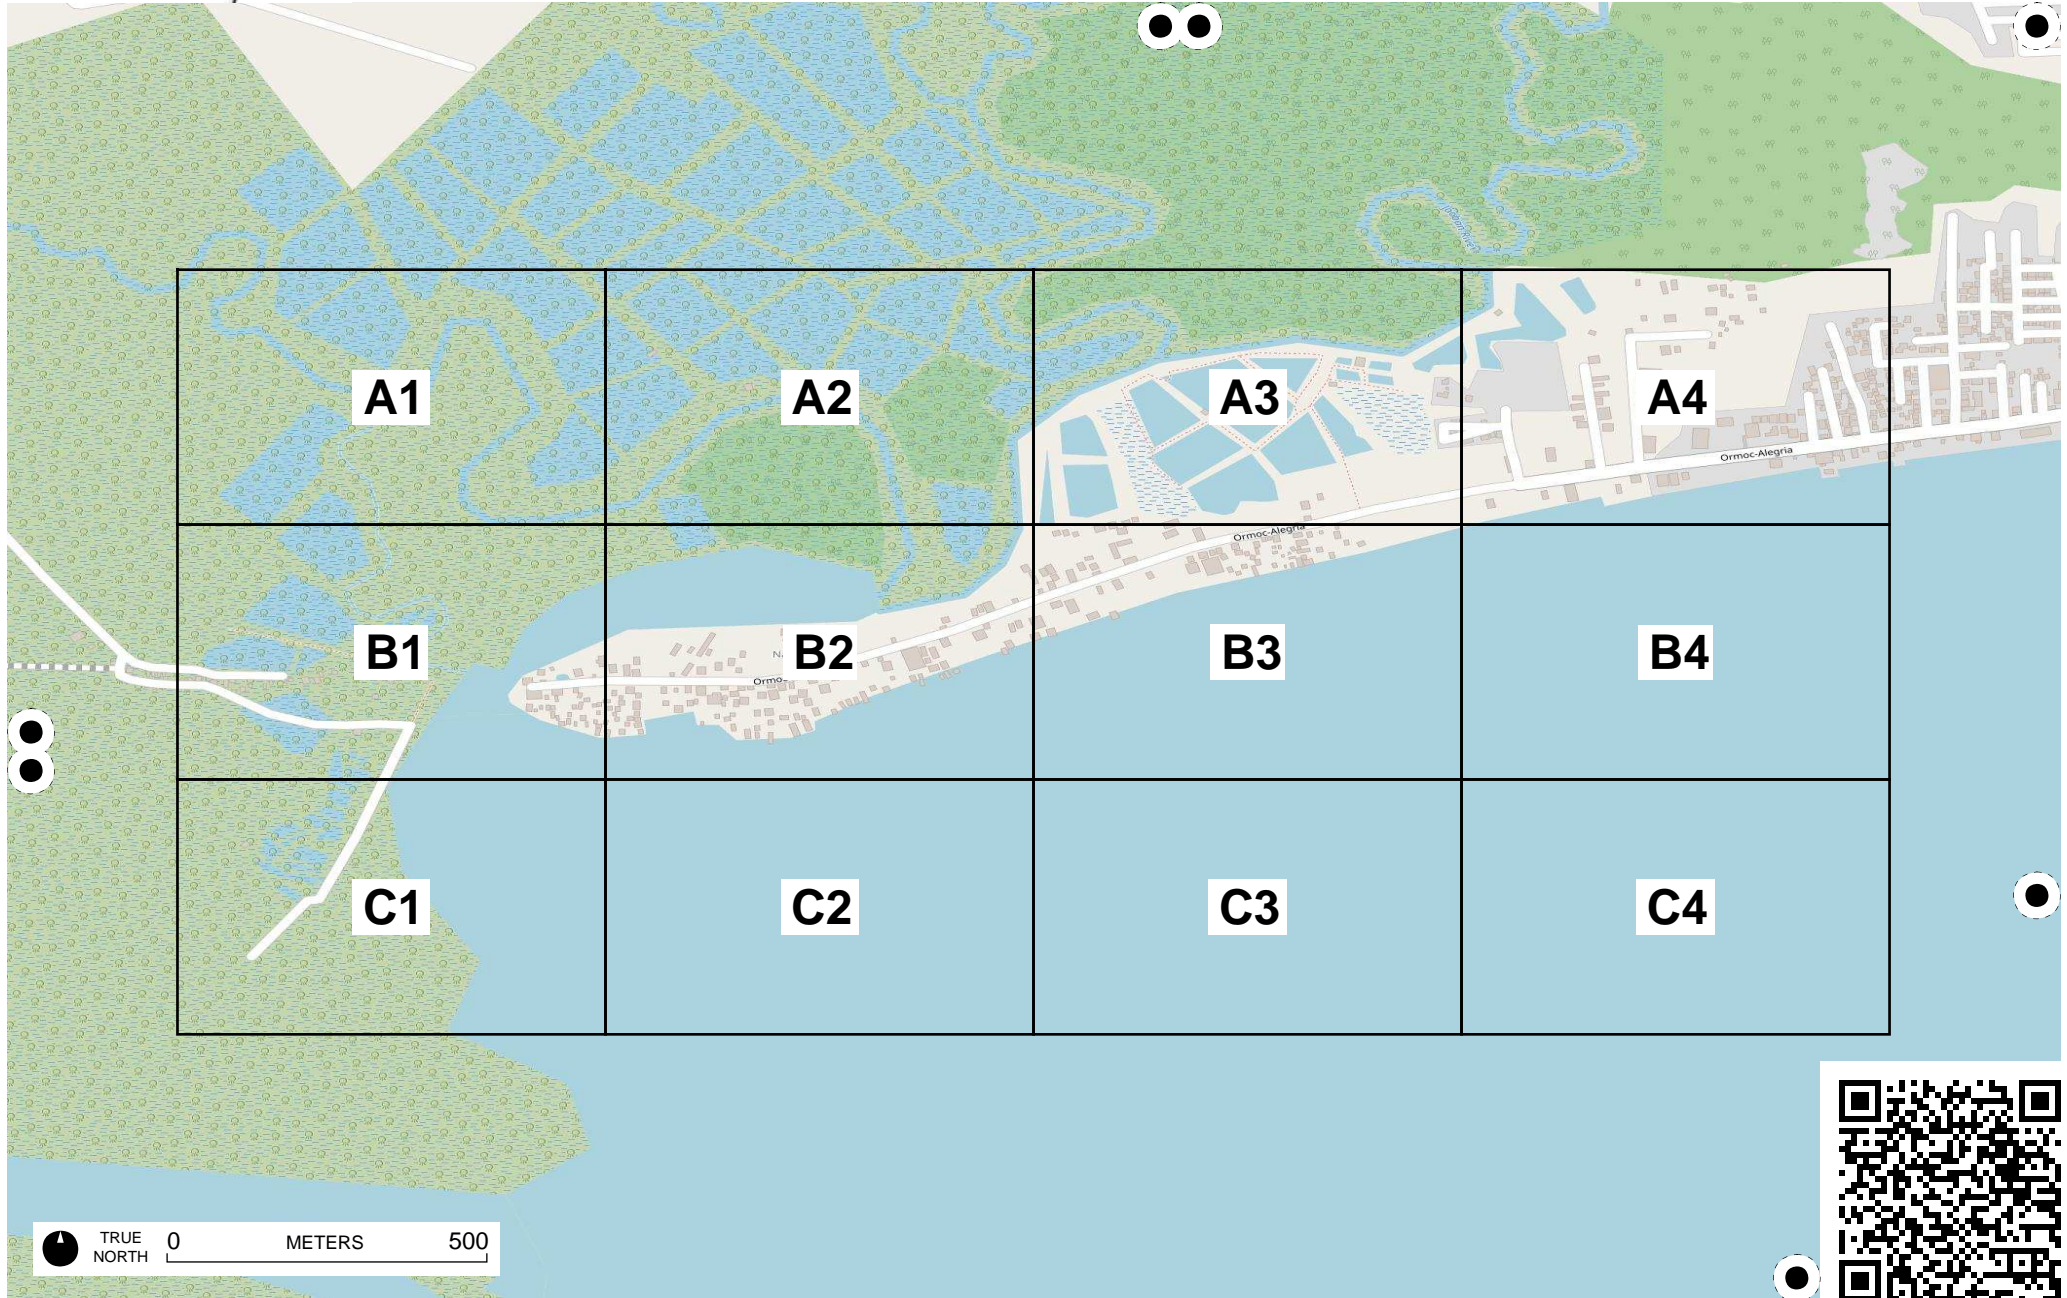 A1
A2
A3
A4
Ormoc-Alegria
Ormoc-Alegria
B1
B2
B3
B4
C1
C2
C3
C4
TRUE
NORTH
0
METERS
500